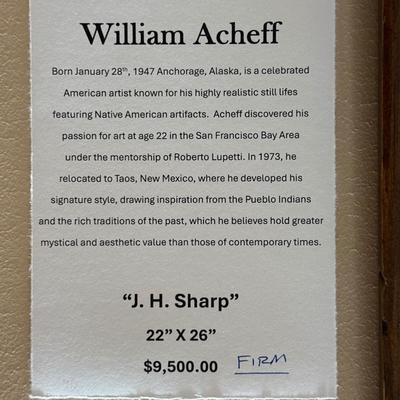 William Acheff
Born January 28th, 1947 Anchorage, Alaska, is a celebrated
American artist known for his highly realistic still lifes
featuring Native American artifacts. Acheff discovered his
passion for art at age 22 in the San Francisco Bay Area
under the mentorship of Roberto Lupetti. In 1973, he
relocated to Taos, New Mexico, where he developed his
signature style, drawing inspiration from the Pueblo Indians
and the rich traditions of the past, which he believes hold greater
mystical and aesthetic value than those of contemporary times.
“J. H. Sharp”
22” X 26”
$9,500.00 FIRM